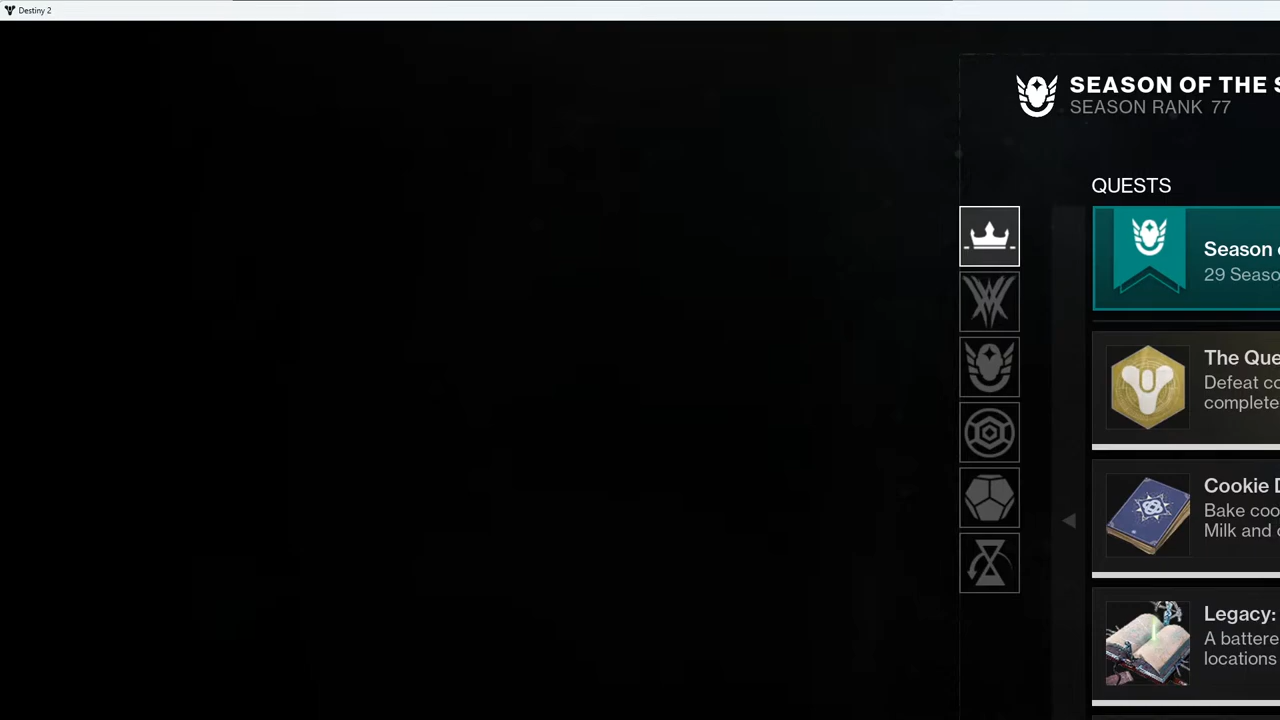 Destiny 2
SEASON OF THE
SEASON RANK 77
QUESTS
Season
29 Seaso
The Que
Defeat co
complete
Cookie D
Bake coo
Milk and
Legacy:
A battere
locations